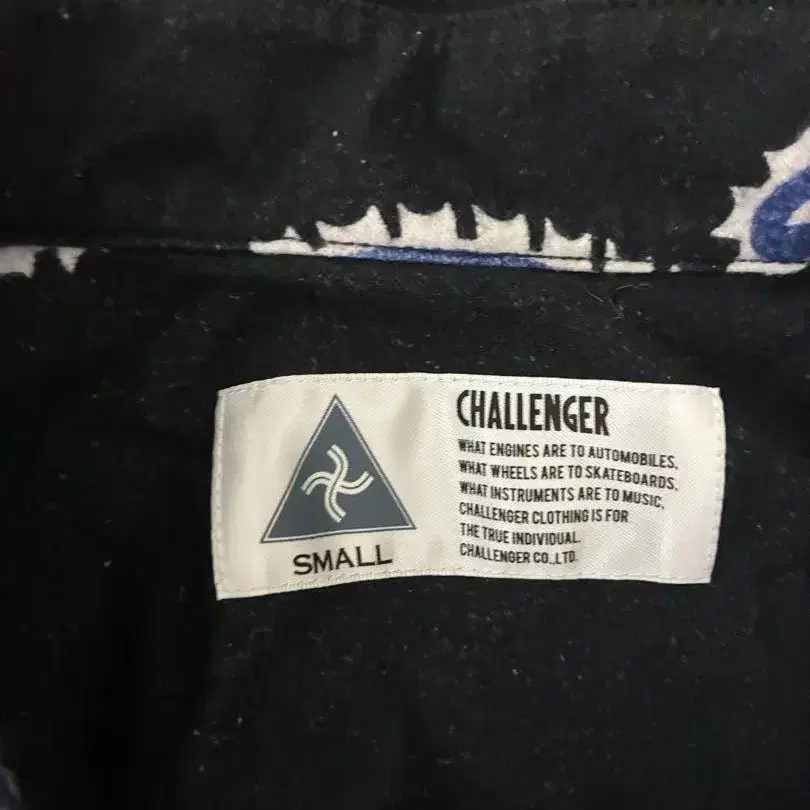 CHALLENGER
WHAT ENGINES ARE TO AUTOMOBILES,
WHAT WHEELS ARE TO SKATEBOARDS,
WHAT INSTRUMENTS ARE TO MUSIC,
CHALLENGER CLOTHING IS FOR
THE TRUE INDIVIDUAL.
CHALLENGER CO.,LTD.
SMALL